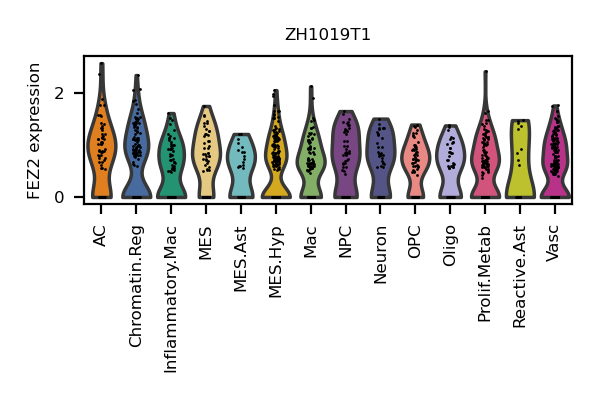 ZH1019T1
FEZ2 expression
2
0
AC
Chromatin.Reg
Inflammatory.Mac
MES
MES.Ast
MES.Hyp
Mac
NPC
Neuron
OPC
Oligo
Prolif.Metab
Reactive.Ast
Vasc